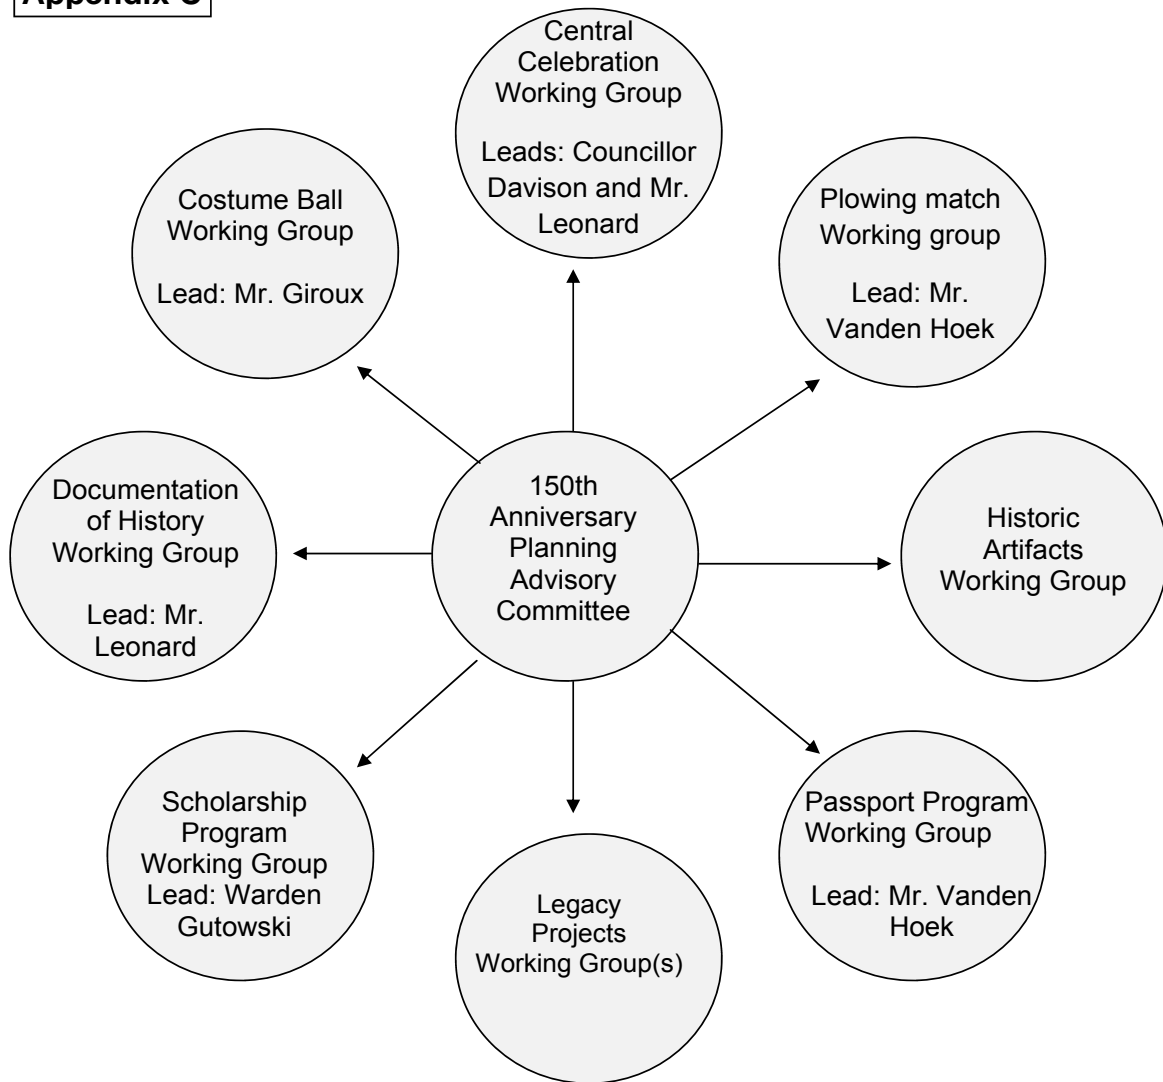 Appendix
Central
Celebration
Working Group
Leads: Councillor
Davison and Mr.
Leonard
Costume Ball
Working Group
Lead: Mr. Giroux
Plowing match
Working group
Lead: Mr.
Vanden Hoek
Documentation
of History
Working Group
Lead: Mr.
Leonard
150th
Anniversary
Planning
Advisory
Committee
Historic
Artifacts
Working Group
Scholarship
Program
Working Group
Lead: Warden
Gutowski
Legacy
Projects
Working Group(s)
Passport Program
Working Group
Lead: Mr. Vanden
Hoek